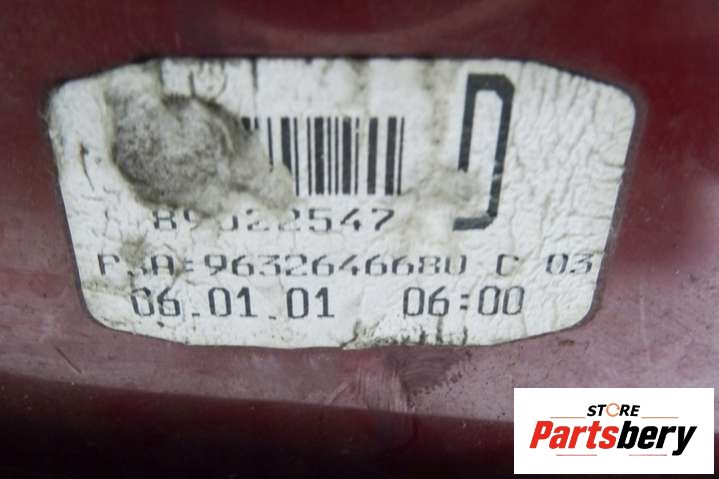 D
89022547
PSA=9632646680 C 03
06.01.01 06:00
STORE
Partsbery